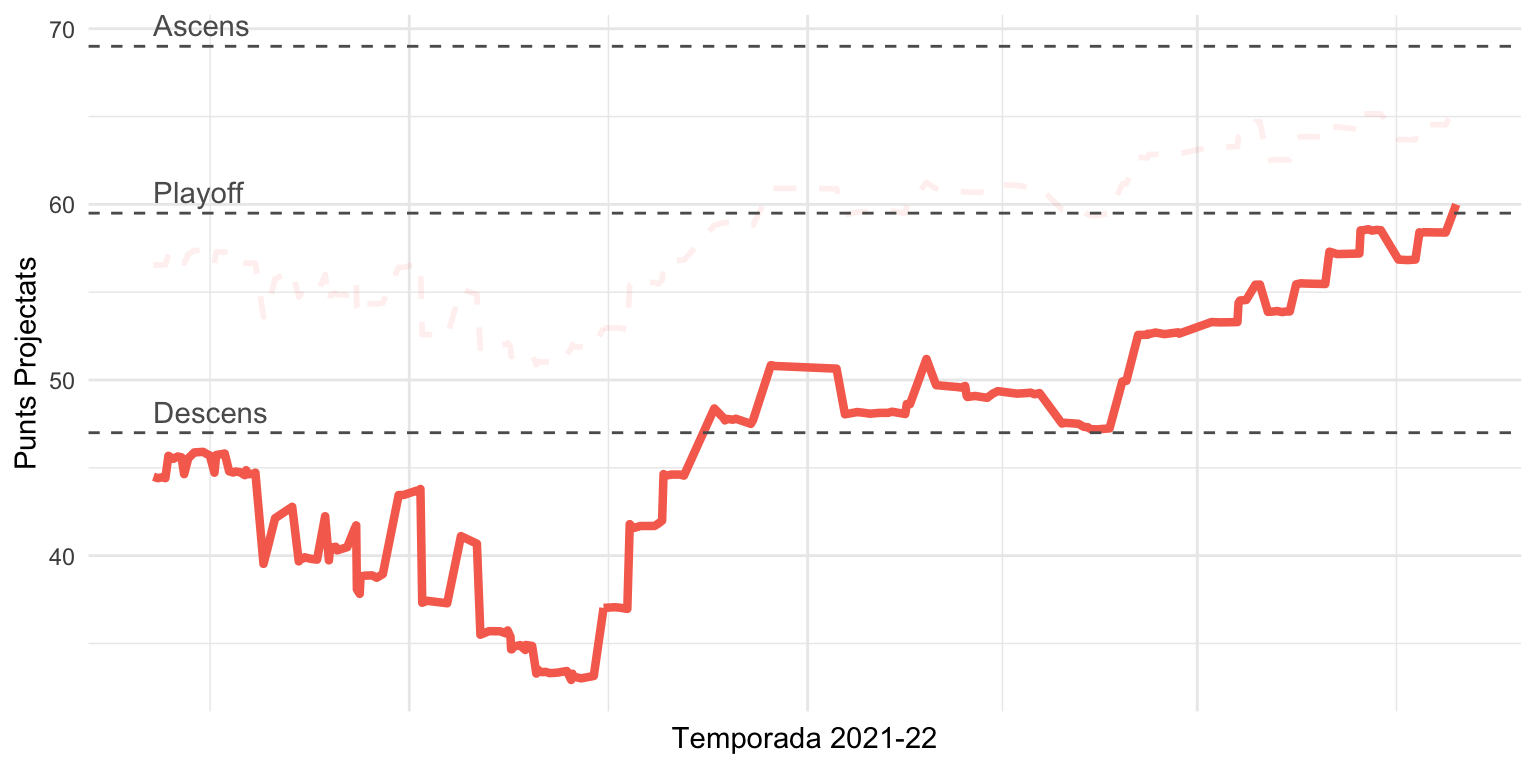 70
Ascens
Playoff
60
50
Descens
40
Punts Projectats
Temporada 2021-22